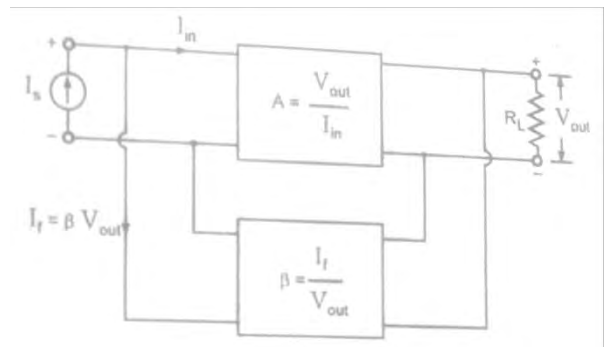 I_in
+
I_s
−
A = V_out / I_in
+
R_L
V_out
−
I_f = β V_out
β = I_f / V_out